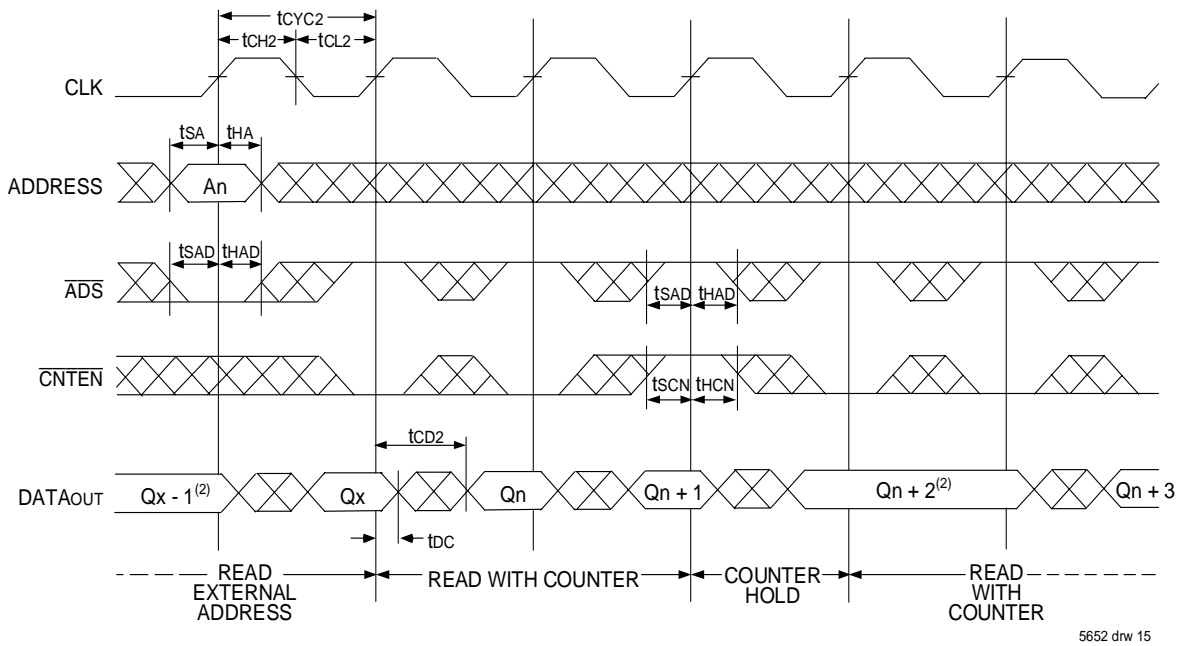 tCYC2
tCH2 tCL2
CLK
tSA tHA
ADDRESS An
tSAD tHAD
ADS
tSAD tHAD
CNTEN
tSCN tHCN
tCD2
DATAOUT Qx - 1(2) Qx Qn Qn + 1 Qn + 2(2) Qn + 3
tDC
READ EXTERNAL ADDRESS
READ WITH COUNTER
COUNTER HOLD
READ WITH COUNTER
5652 drw 15